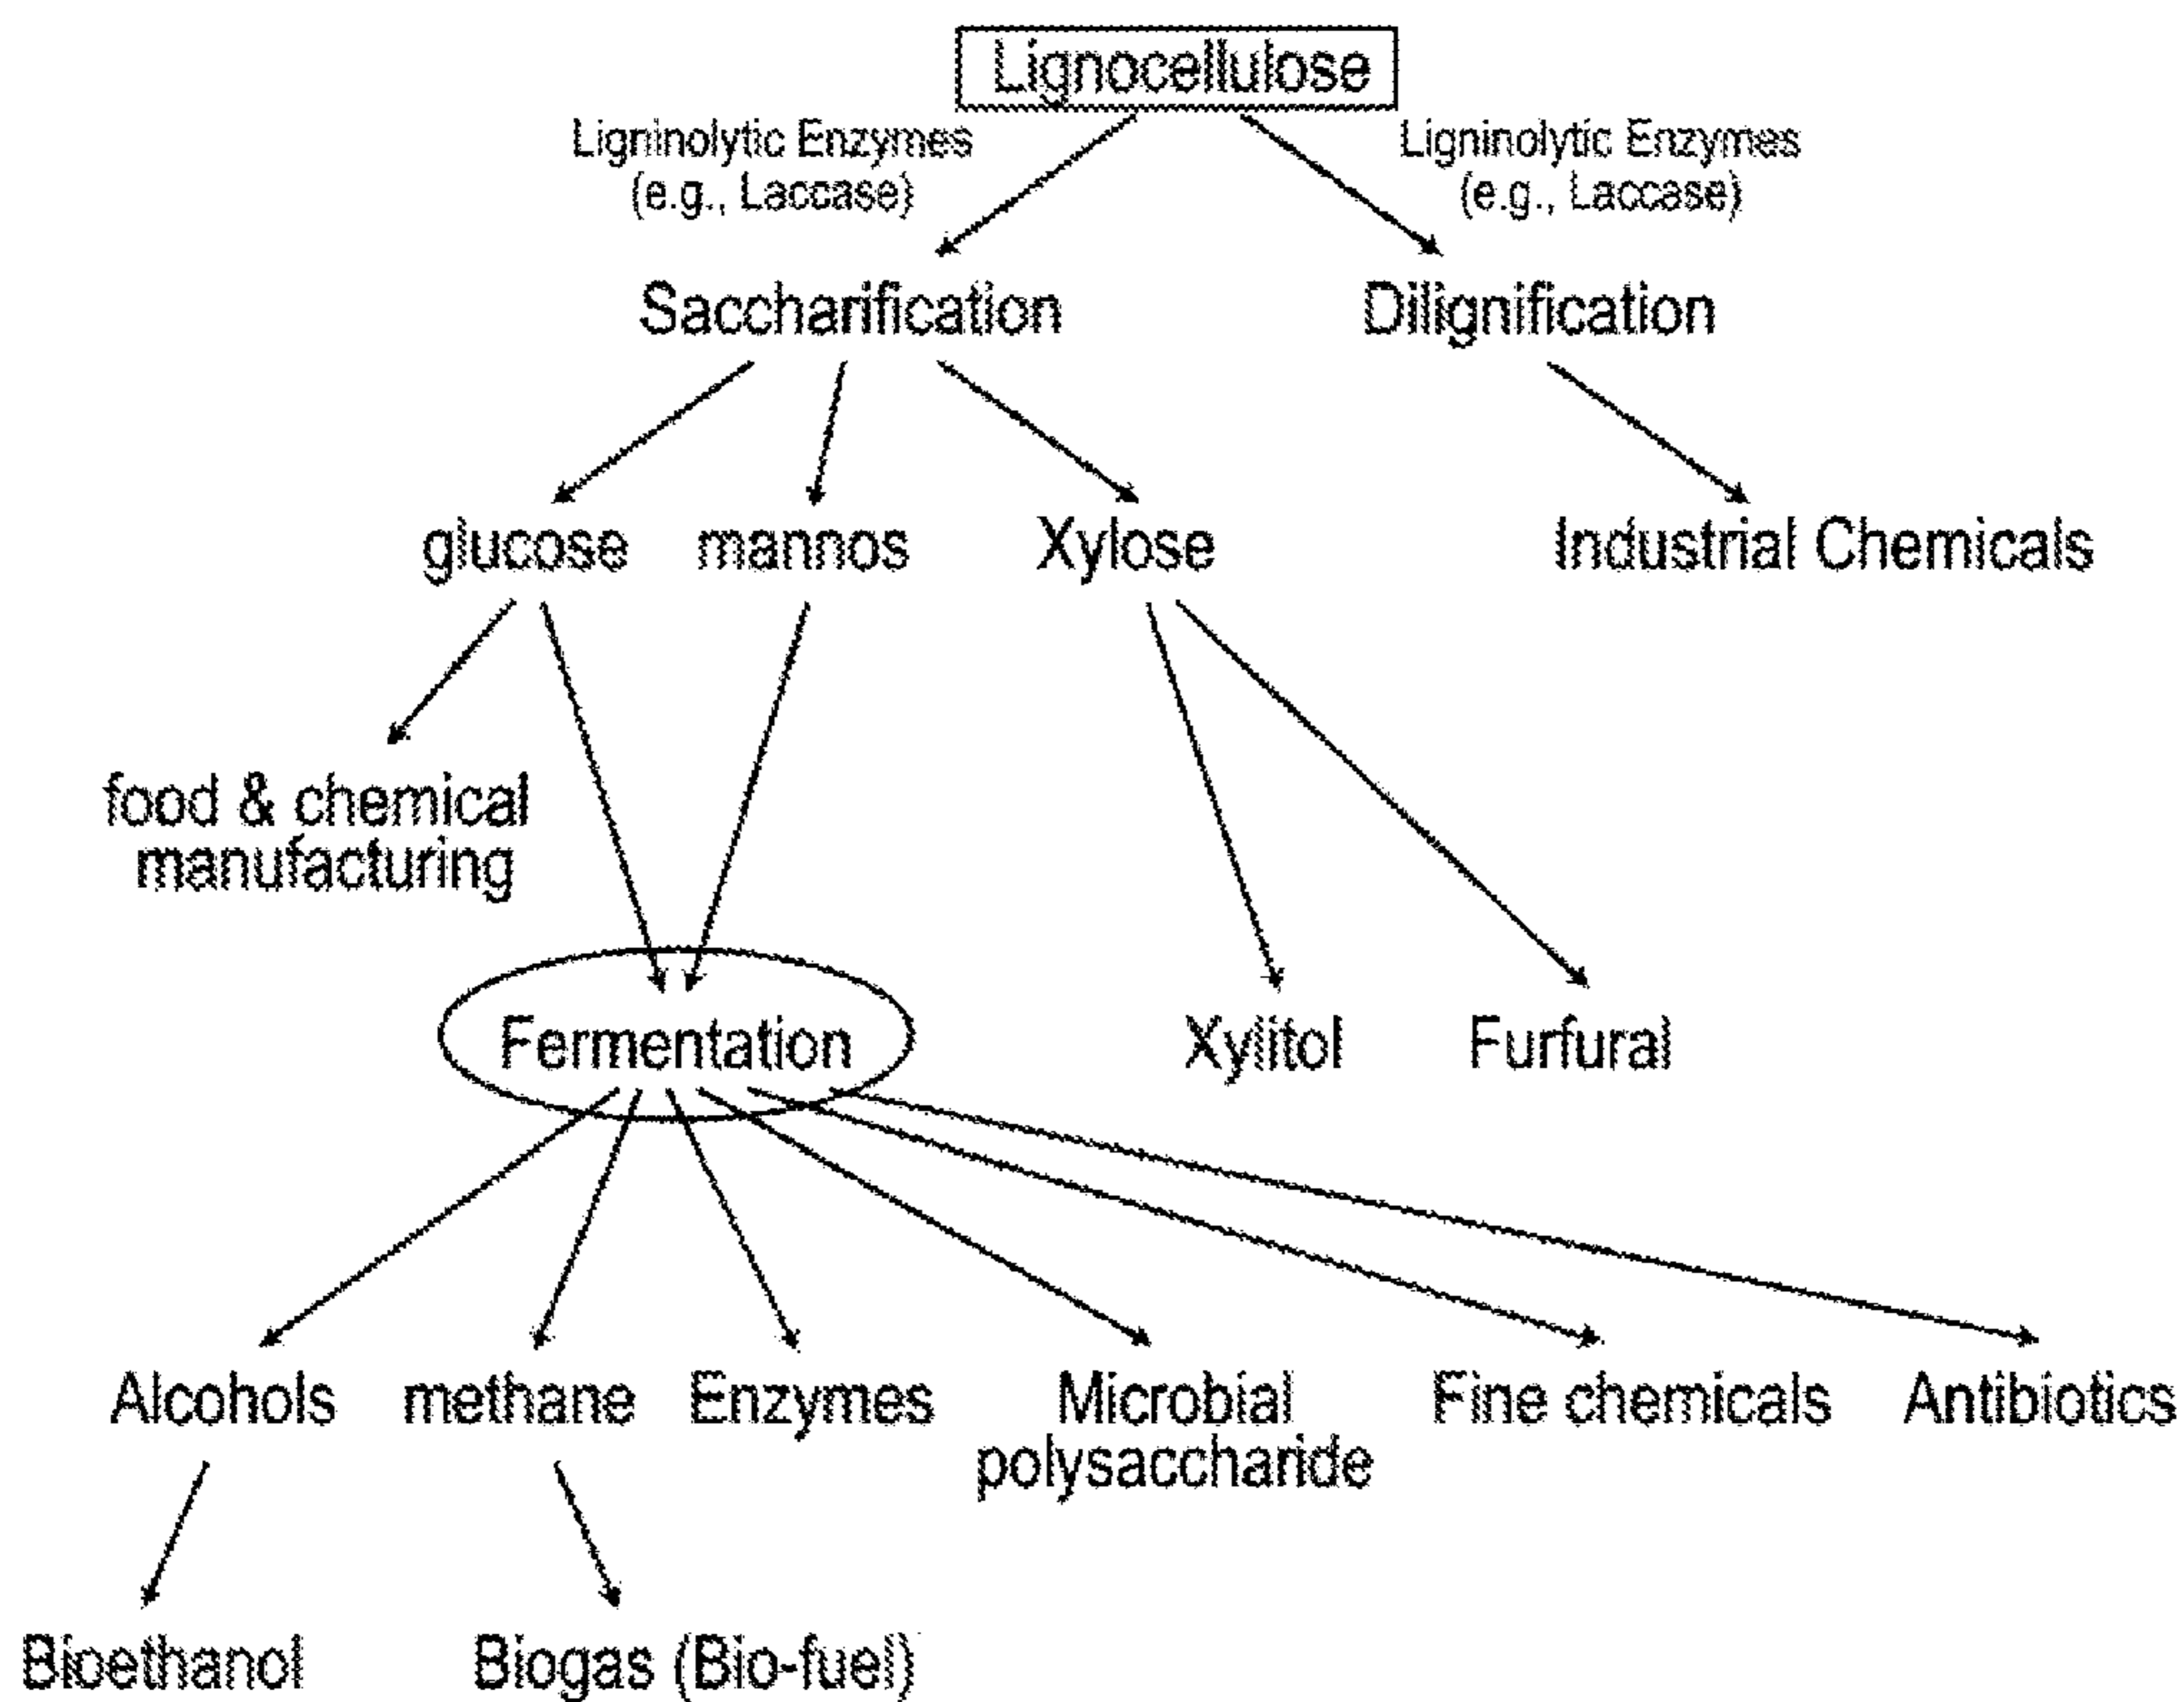 Lignocellulose
Ligninolytic Enzymes
(e.g., Laccase)
Ligninolytic Enzymes
(e.g., Laccase)
Saccharification
Dilignification
glucose
mannos
Xylose
Industrial Chemicals
food & chemical
manufacturing
Fermentation
Xylitol
Furfural
Alcohols
methane
Enzymes
Microbial
polysaccharide
Fine chemicals
Antibiotics
Bioethanol
Biogas (Bio-fuel)